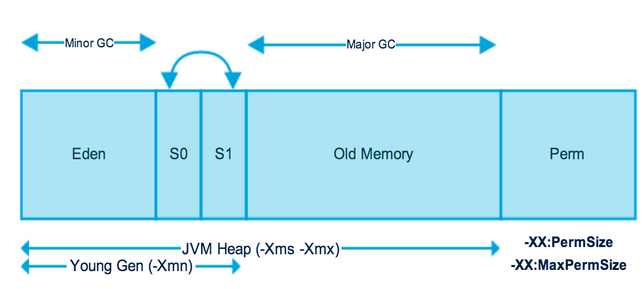 Minor GC
Major GC
Eden
S0
S1
Old Memory
Perm
JVM Heap (-Xms -Xmx)
-XX:PermSize
Young Gen (-Xmn)
-XX:MaxPermSize